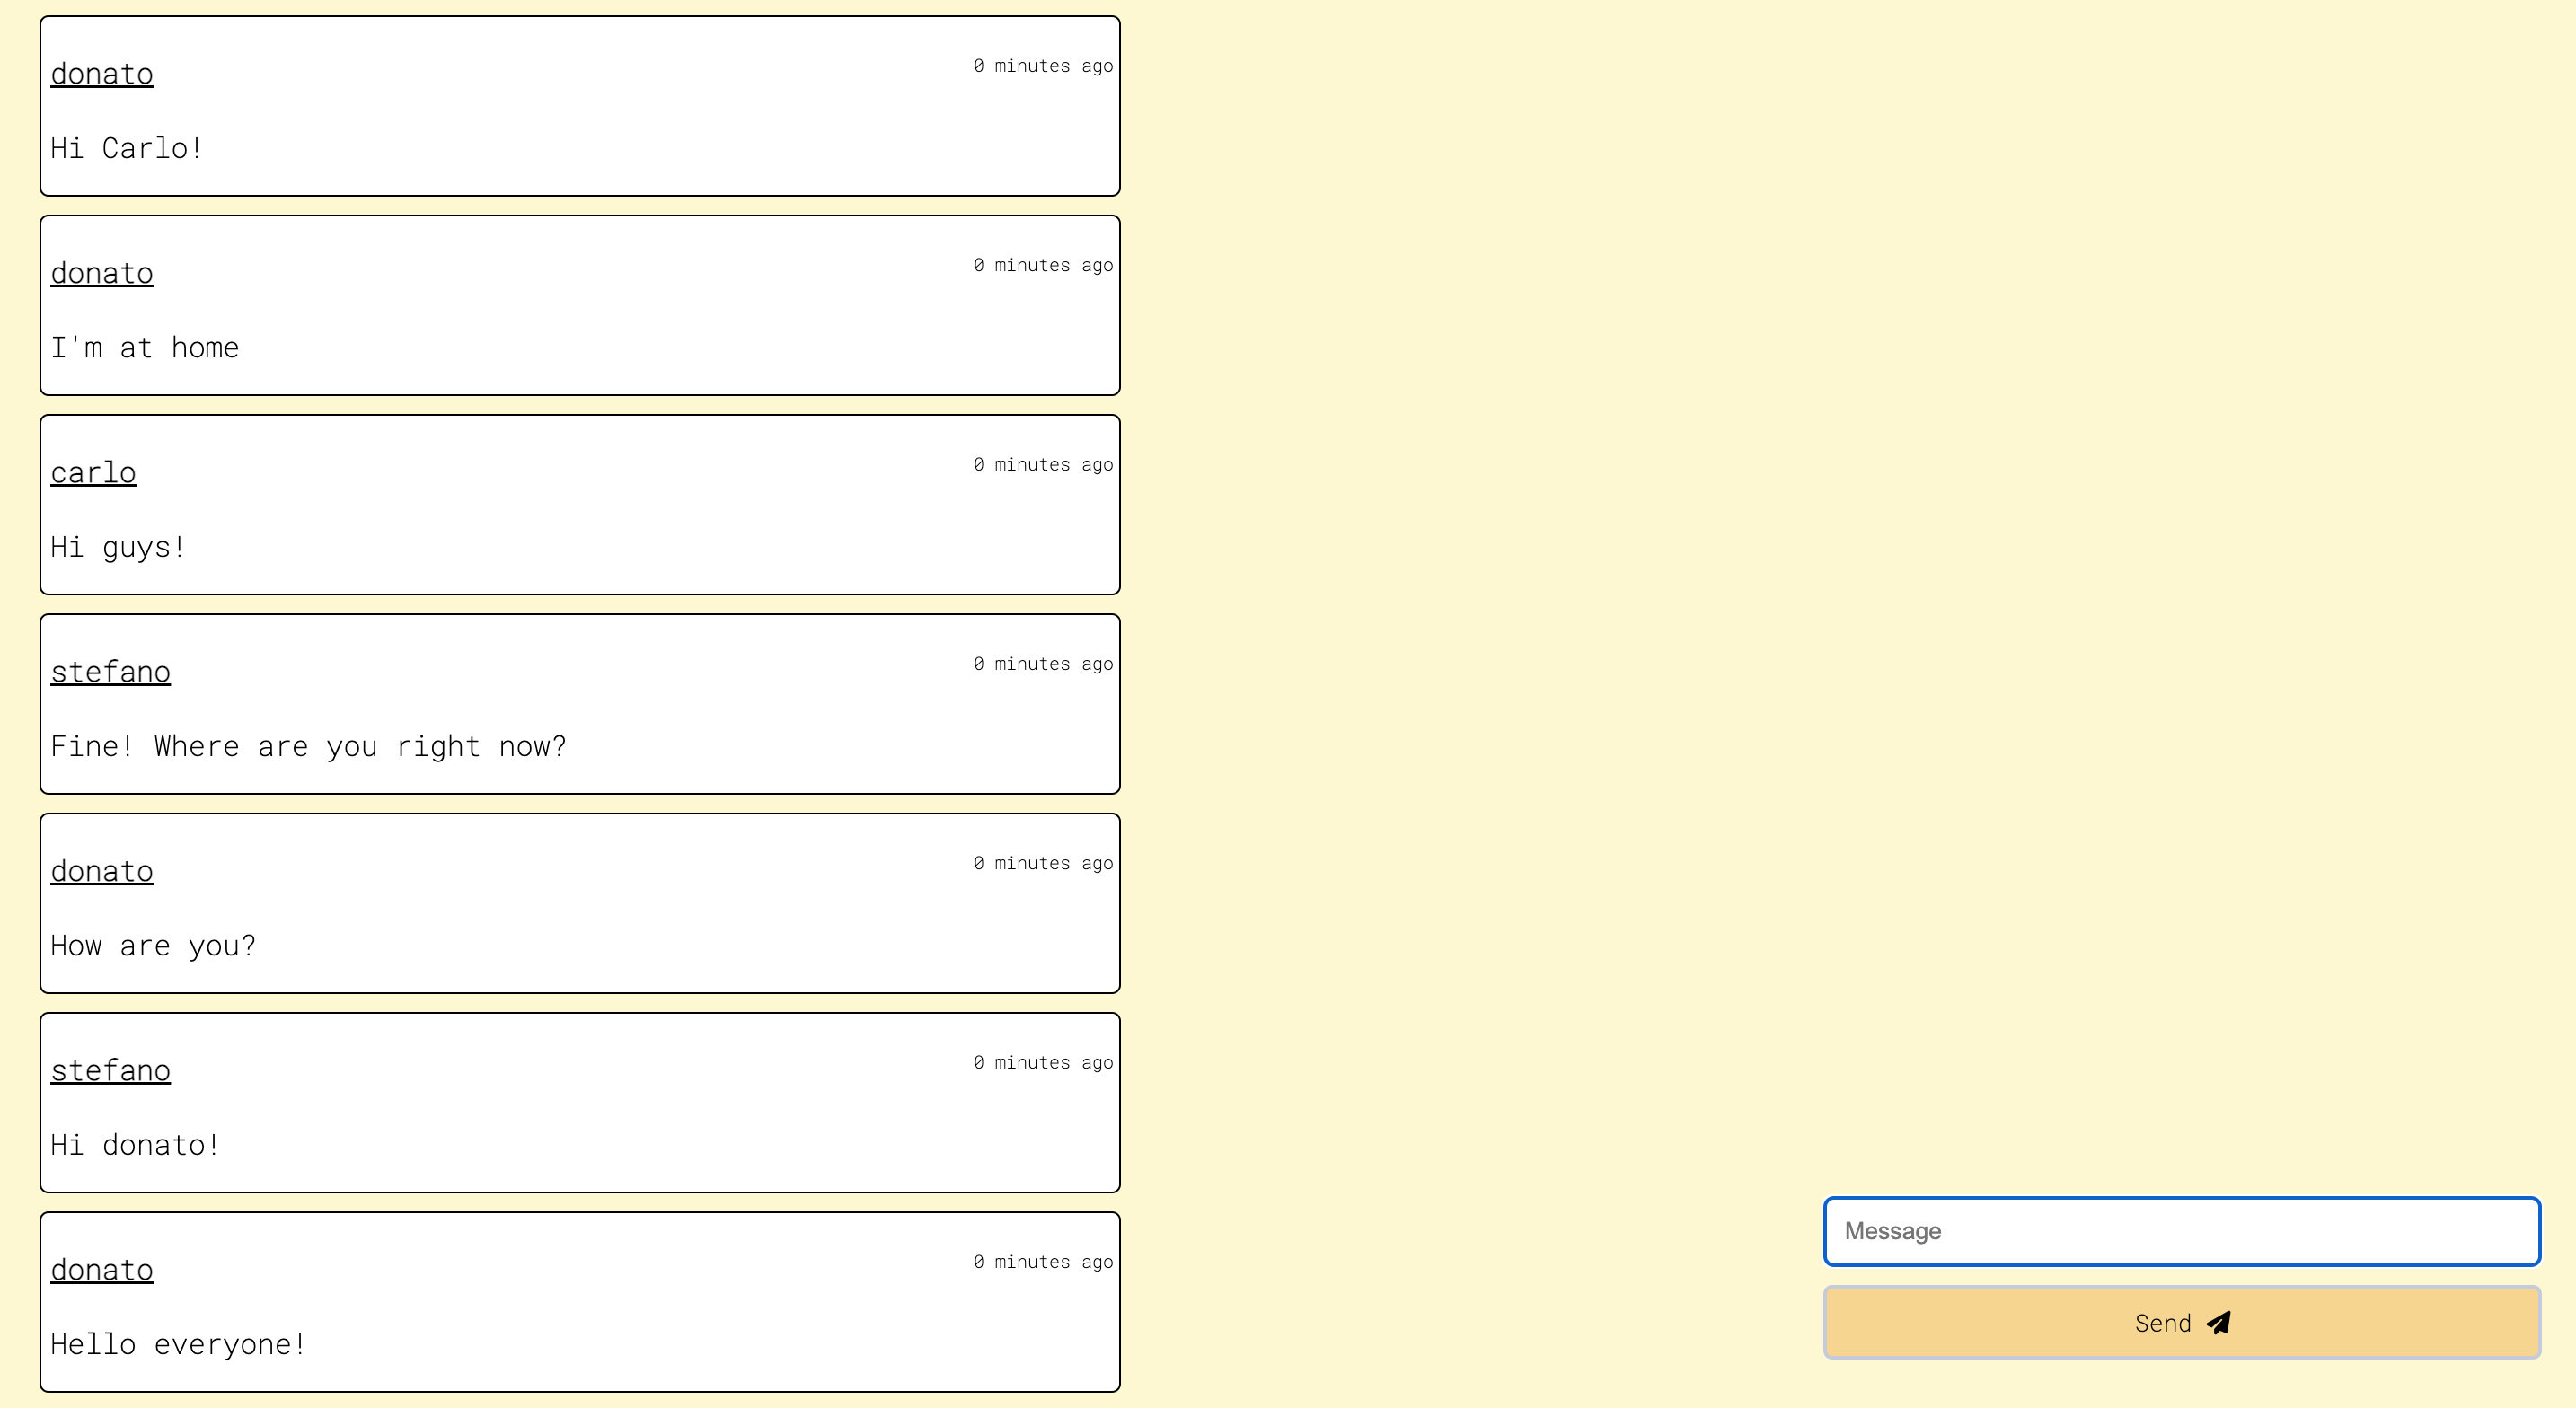 donato
0 minutes ago
Hi Carlo!
donato
0 minutes ago
I'm at home
carlo
0 minutes ago
Hi guys!
stefano
0 minutes ago
Fine! Where are you right now?
donato
0 minutes ago
How are you?
stefano
0 minutes ago
Hi donato!
donato
0 minutes ago
Hello everyone!
Message
Send